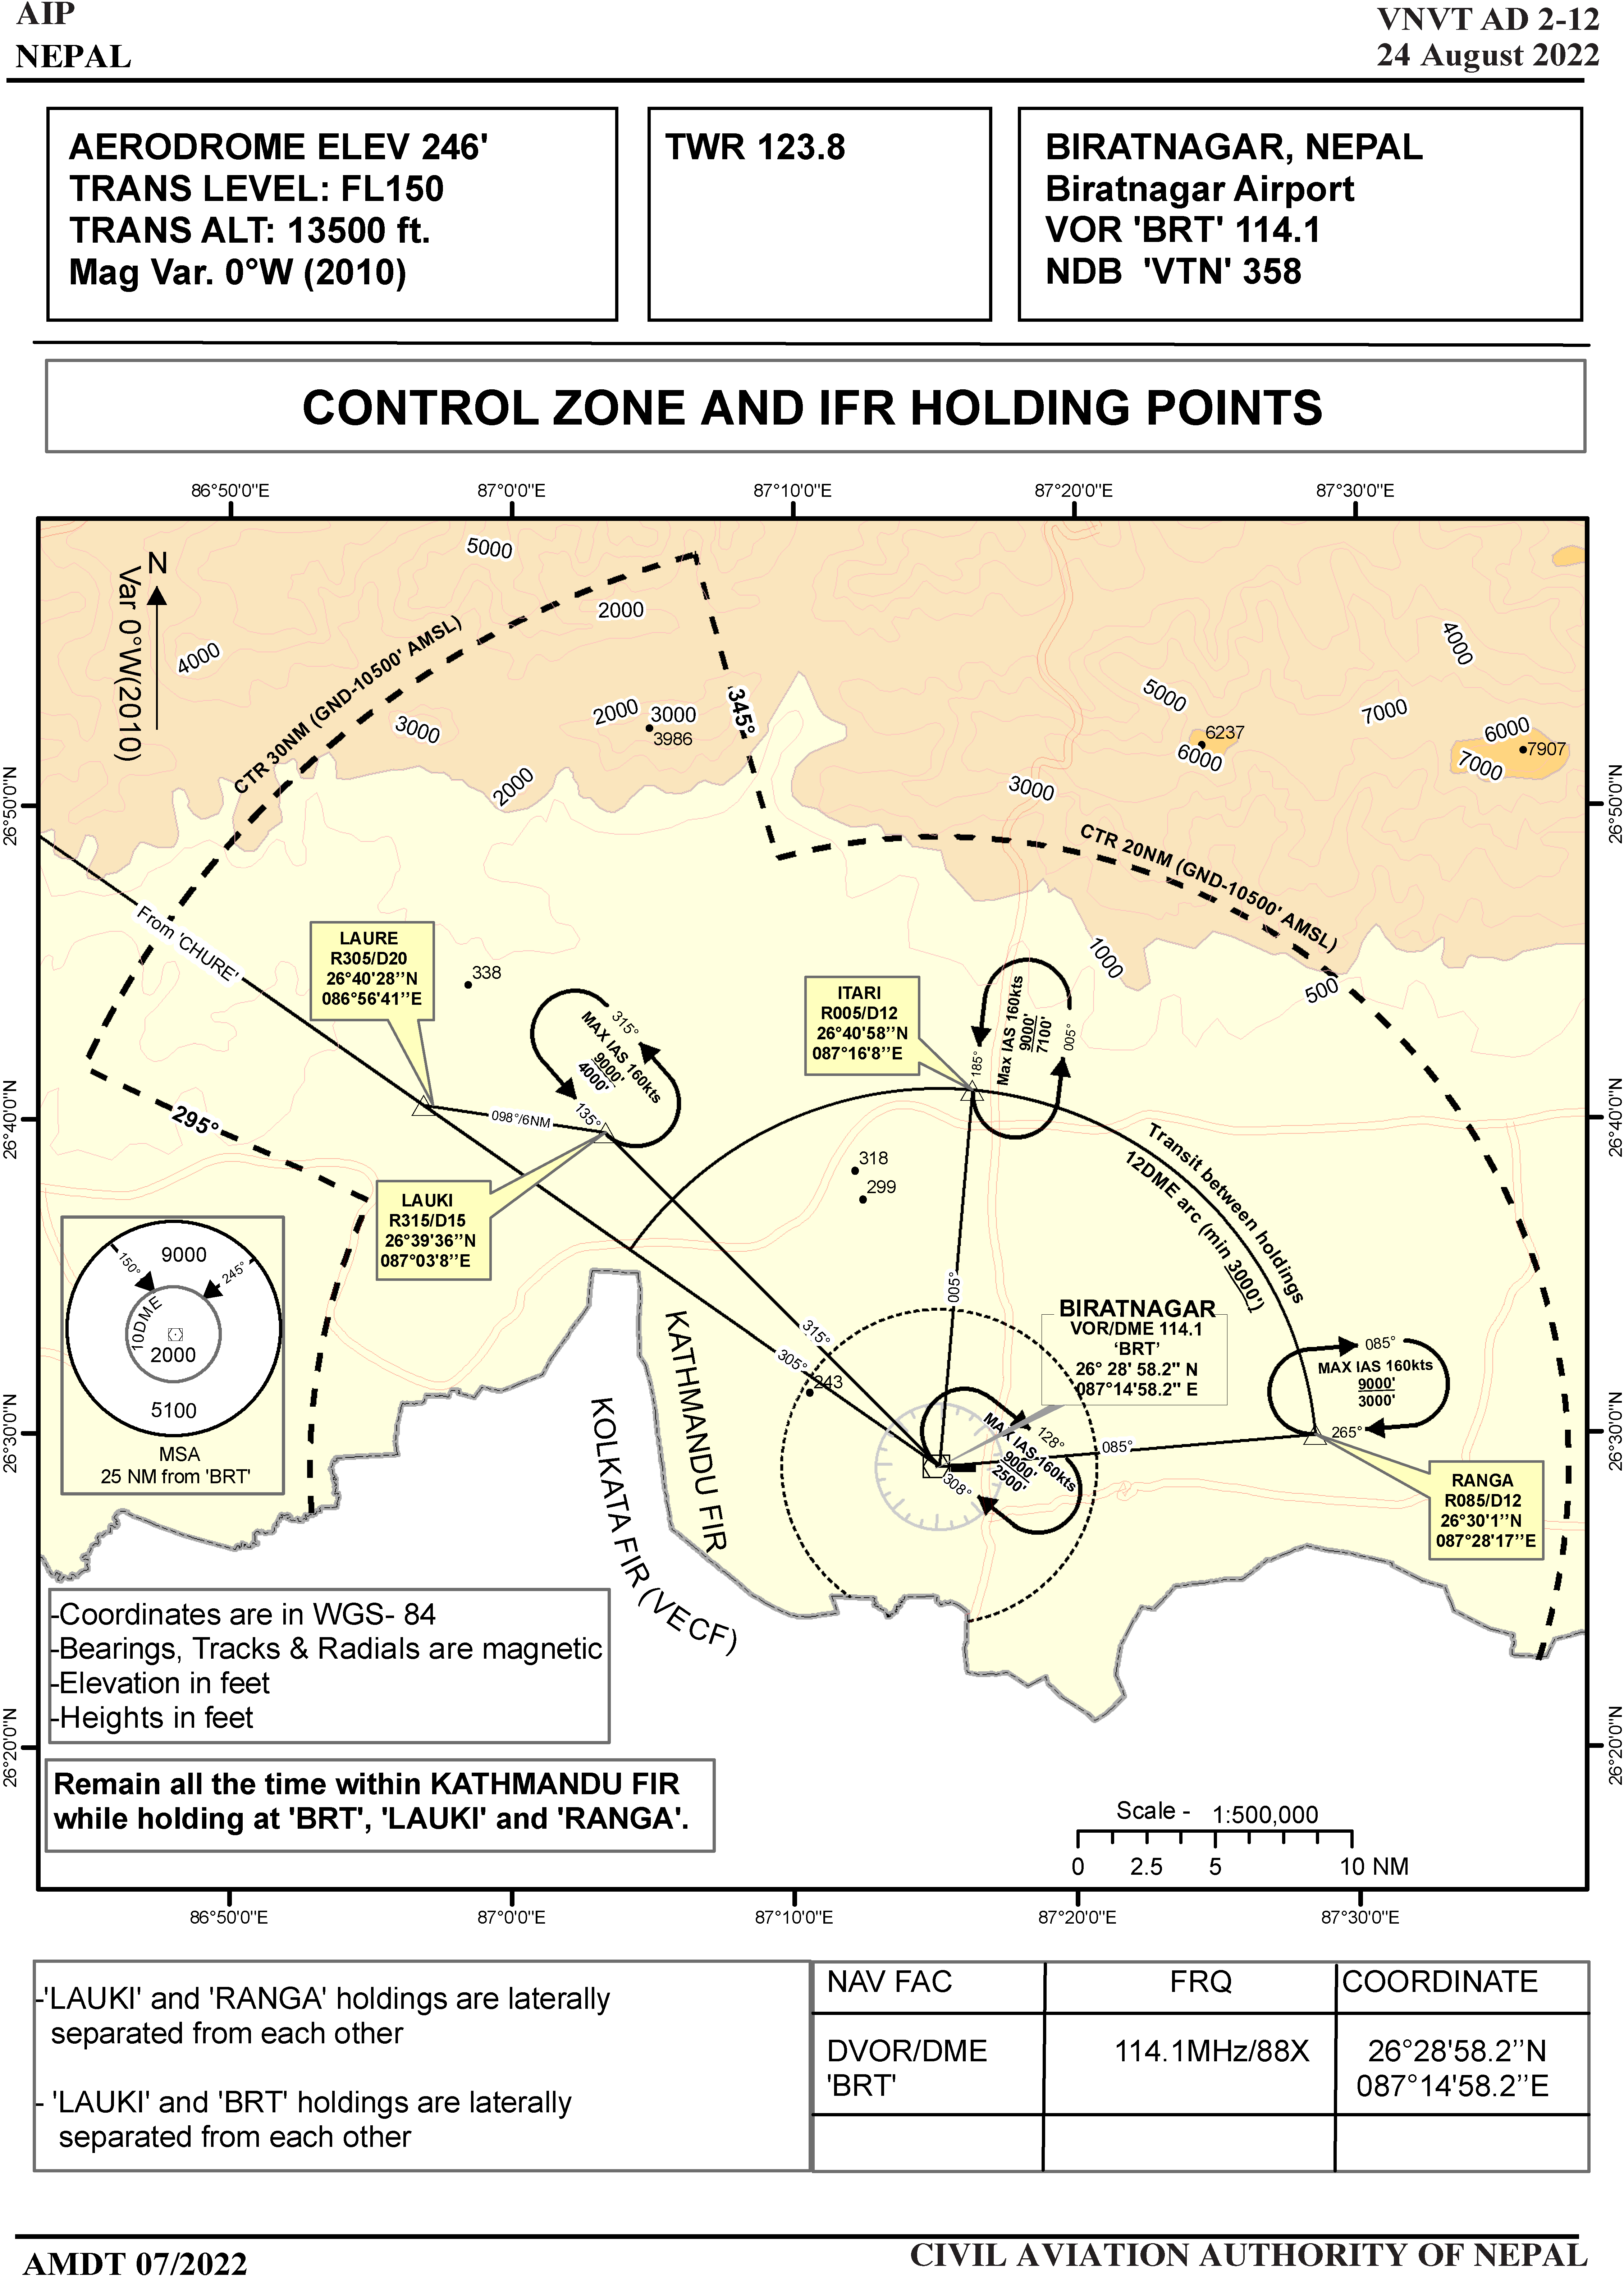 AIP
NEPAL
VNVT AD 2-12
24 August 2022
AERODROME ELEV 246'
TRANS LEVEL: FL150
TRANS ALT: 13500 ft.
Mag Var. 0°W (2010)
TWR 123.8
BIRATNAGAR, NEPAL
Biratnagar Airport
VOR 'BRT' 114.1
NDB 'VTN' 358
CONTROL ZONE AND IFR HOLDING POINTS
86°50'0"E
87°0'0"E
87°10'0"E
87°20'0"E
87°30'0"E
N
Var 0°W(2010)
5000
2000
4000
3000
2000
3000
3986
2000
CTR 30NM (GND-10500' AMSL)
345°
5000
4000
7000
6237
6000
6000
7907
7000
3000
CTR 20NM (GND-10500' AMSL)
1000
500
26°50'0"N
26°50'0"N
From 'CHURE'
LAURE
R305/D20
26°40'28’’N
086°56'41’’E
338
315°
MAX IAS 160kts
9000'
4000'
135°
ITARI
R005/D12
26°40'58’’N
087°16'8’’E
185°
Max IAS 160kts
9000'
7100'
005°
26°40'0"N
26°40'0"N
295°
098°/6NM
318
299
Transit between holdings
12DME arc (min 3000')
LAUKI
R315/D15
26°39'36’’N
087°03'8’’E
150°
9000
245°
10DME
2000
5100
MSA
25 NM from 'BRT'
KATHMANDU FIR
KOLKATA FIR (VECF)
315°
305°
243
005°
BIRATNAGAR
VOR/DME 114.1
‘BRT’
26° 28' 58.2" N
087°14'58.2" E
128°
MAX IAS 160kts
9000'
2500'
308°
085°
085°
MAX IAS 160kts
9000'
3000'
265°
26°30'0"N
26°30'0"N
RANGA
R085/D12
26°30'1’’N
087°28'17’’E
-Coordinates are in WGS- 84
-Bearings, Tracks & Radials are magnetic
-Elevation in feet
-Heights in feet
26°20'0"N
26°20'0"N
Remain all the time within KATHMANDU FIR
while holding at 'BRT', 'LAUKI' and 'RANGA'.
Scale - 1:500,000
0 2.5 5 10 NM
86°50'0"E
87°0'0"E
87°10'0"E
87°20'0"E
87°30'0"E
-'LAUKI' and 'RANGA' holdings are laterally
separated from each other
- 'LAUKI' and 'BRT' holdings are laterally
separated from each other
NAV FAC FRQ COORDINATE
DVOR/DME 114.1MHz/88X 26°28'58.2’’N
'BRT' 087°14'58.2’’E
AMDT 07/2022
CIVIL AVIATION AUTHORITY OF NEPAL